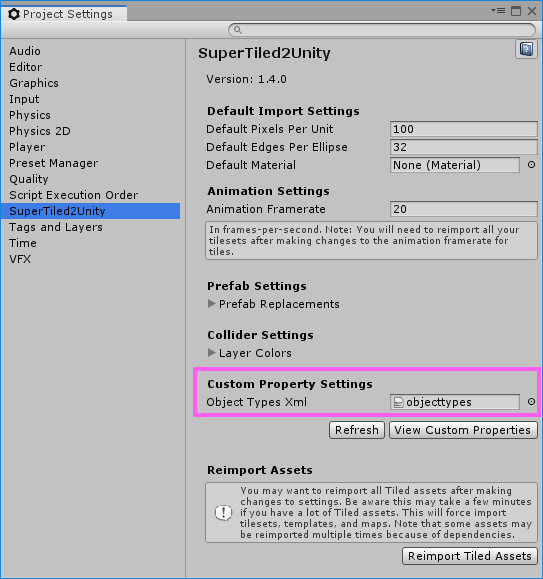 Project Settings
Audio
Editor
Graphics
Input
Physics
Physics 2D
Player
Preset Manager
Quality
Script Execution Order
SuperTiled2Unity
Tags and Layers
Time
VFX
SuperTiled2Unity
Version: 1.4.0
Default Import Settings
Default Pixels Per Unit 100
Default Edges Per Ellipse 32
Default Material None (Material)
Animation Settings
Animation Framerate 20
In frames-per-second. Note: You will need to reimport all your
tilesets after making changes to the animation framerate for
tiles.
Prefab Settings
Prefab Replacements
Collider Settings
Layer Colors
Custom Property Settings
Object Types Xml objecttypes
Refresh View Custom Properties
Reimport Assets
You may want to reimport all Tiled assets after making
changes to settings. Be aware this may take a few minutes
if you have a lot of Tiled assets. This will force import
tilesets, templates, and maps. Note that some assets may
be reimported multiple times because of dependencies.
Reimport Tiled Assets